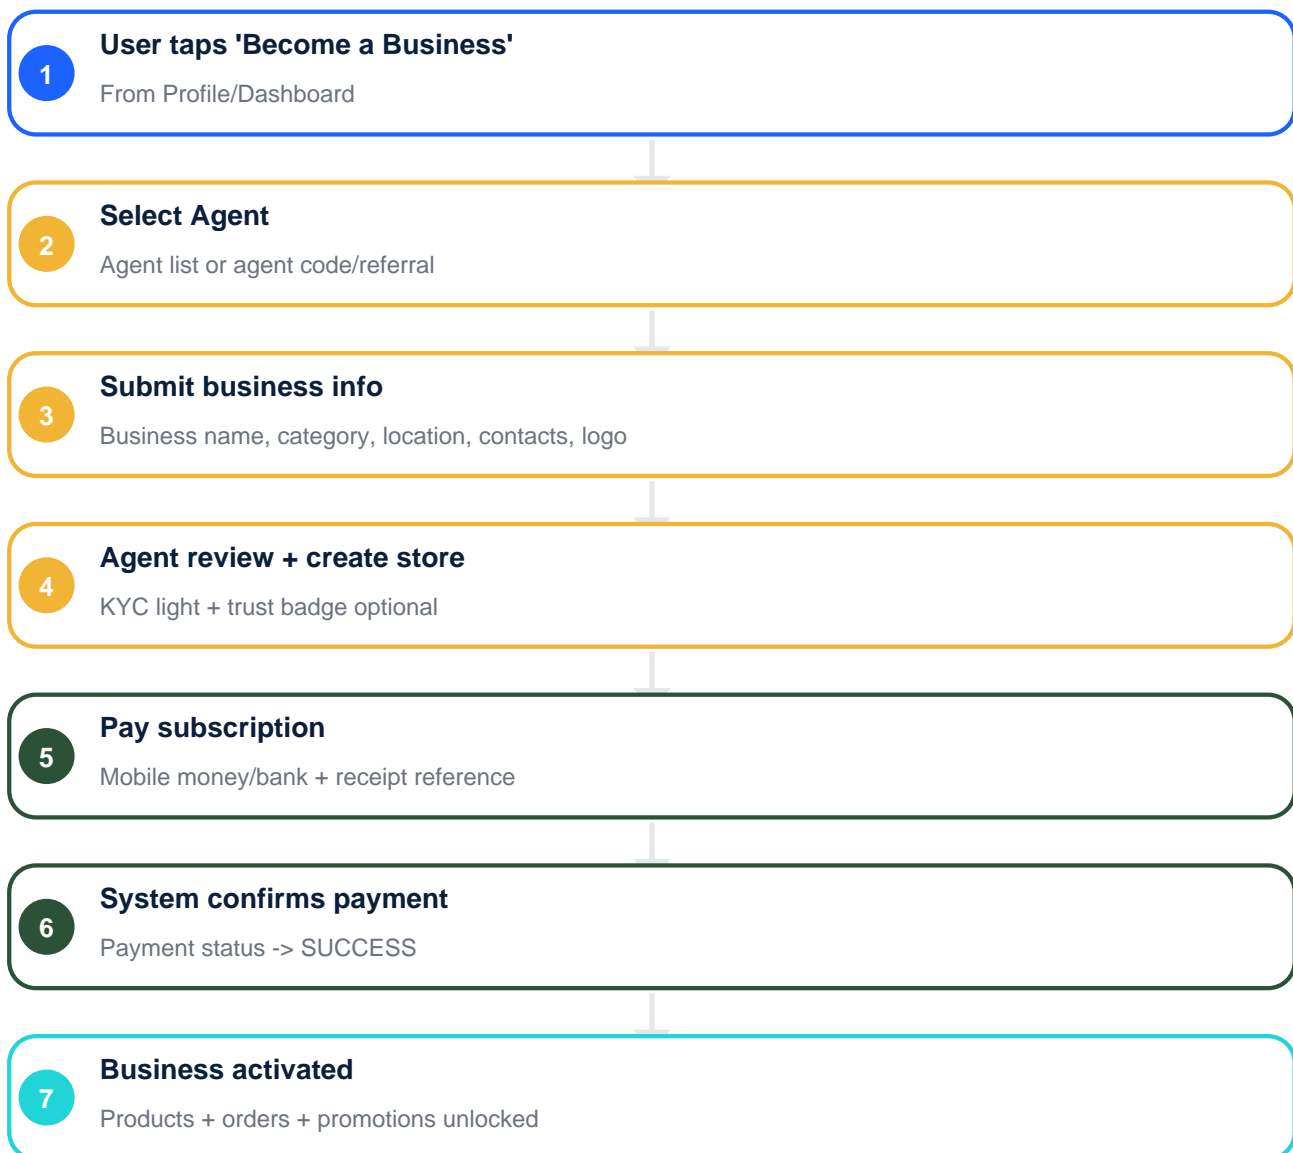 User taps 'Become a Business'
1
From Profile/Dashboard
Select Agent
2
Agent list or agent code/referral
Submit business info
3
Business name, category, location, contacts, logo
Agent review + create store
4
KYC light + trust badge optional
Pay subscription
5
Mobile money/bank + receipt reference
System confirms payment
6
Payment status -> SUCCESS
Business activated
7
Products + orders + promotions unlocked